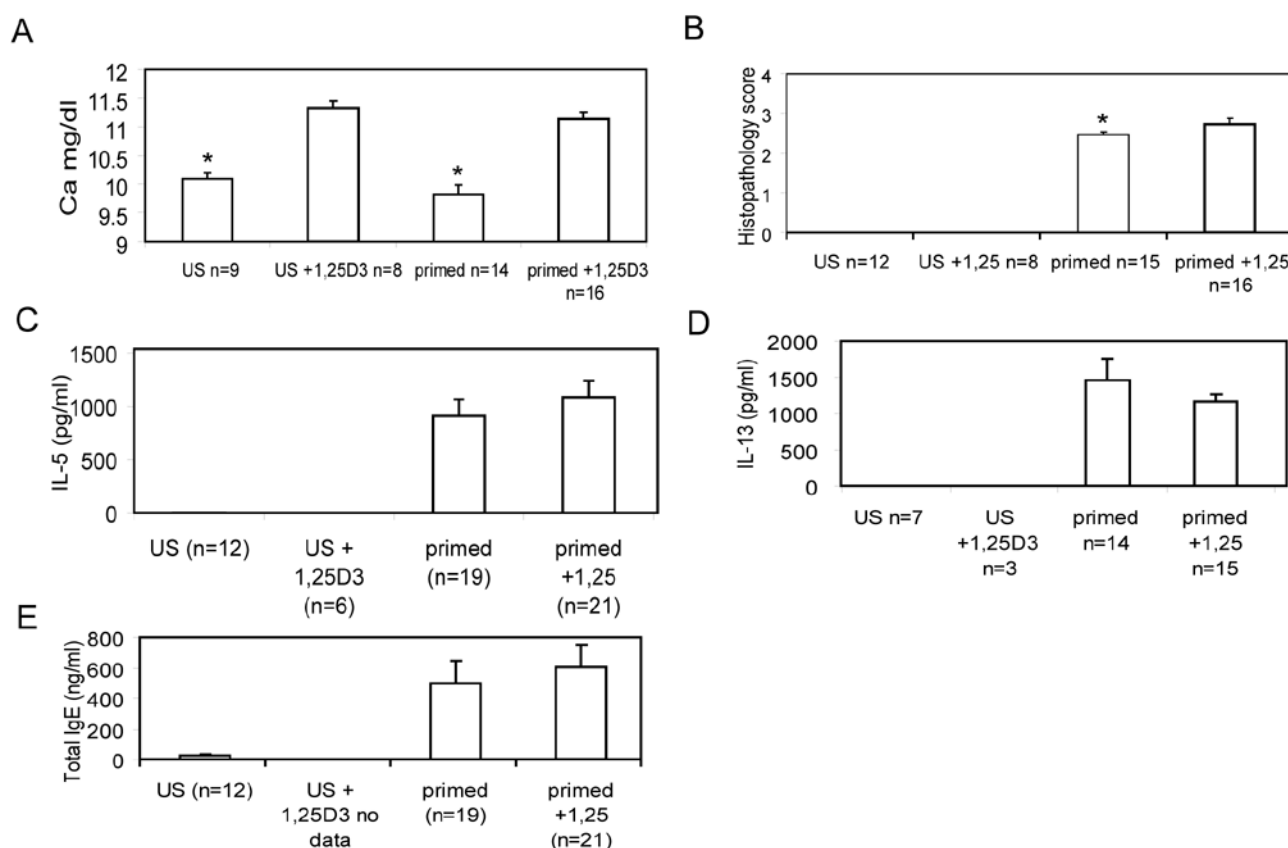 A
Ca mg/dl
12
11.5
11
10.5
10
9.5
9
*
*
US n=9
US +1,25D3 n=8
primed n=14
primed +1,25D3
n=16
B
Histopathology score
4
3
2
1
0
*
US n=12
US +1,25 n=8
primed n=15
primed +1,25
n=16
C
IL-5 (pg/ml)
1500
1000
500
0
US (n=12)
US +
1,25D3
(n=6)
primed
(n=19)
primed
+1,25
(n=21)
D
IL-13 (pg/ml)
2000
1500
1000
500
0
US n=7
US
+1,25D3
n=3
primed
n=14
primed
+1,25
n=15
E
Total IgE (ng/ml)
800
600
400
200
0
US (n=12)
US +
1,25D3 no
data
primed
(n=19)
primed
+1,25
(n=21)